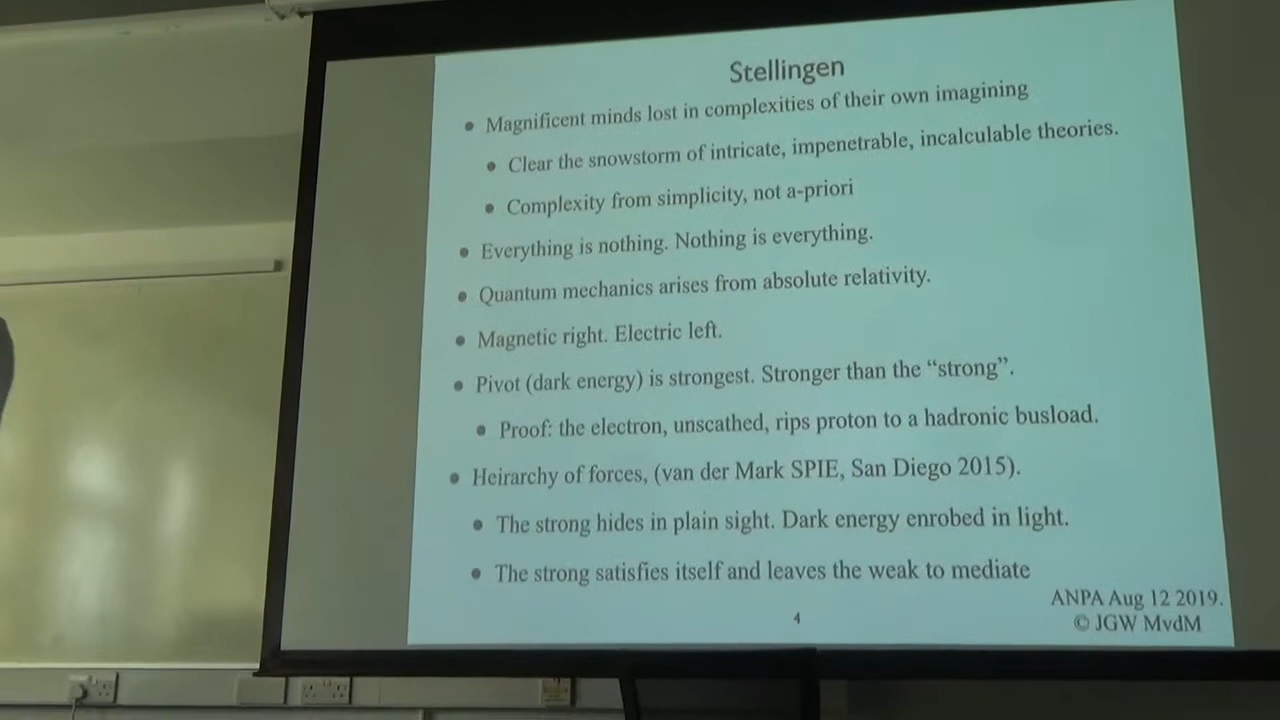 Stellingen
• Magnificent minds lost in complexities of their own imagining
• Clear the snowstorm of intricate, impenetrable, incalculable theories.
• Complexity from simplicity, not a-priori
• Everything is nothing. Nothing is everything.
• Quantum mechanics arises from absolute relativity.
• Magnetic right. Electric left.
• Pivot (dark energy) is strongest. Stronger than the “strong”.
• Proof: the electron, unscathed, rips proton to a hadronic busload.
• Heirarchy of forces, (van der Mark SPIE, San Diego 2015).
• The strong hides in plain sight. Dark energy enrobed in light.
• The strong satisfies itself and leaves the weak to mediate
4
ANPA Aug 12 2019.
© JGW MvdM